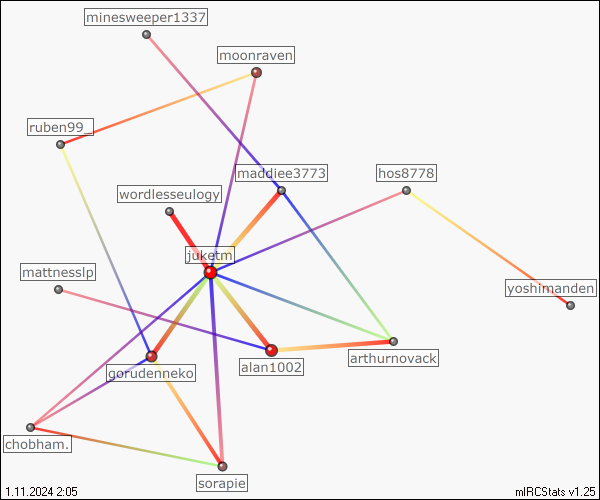 minesweeper1337
moonraven
ruben99_
maddiee3773
hos8778
wordlesseulogy
juketm
mattnesslp
yoshimanden
arthurnovack
alan1002
gorudenneko
chobham.
sorapie
1.11.2024 2:05
mIRCStats v1.25